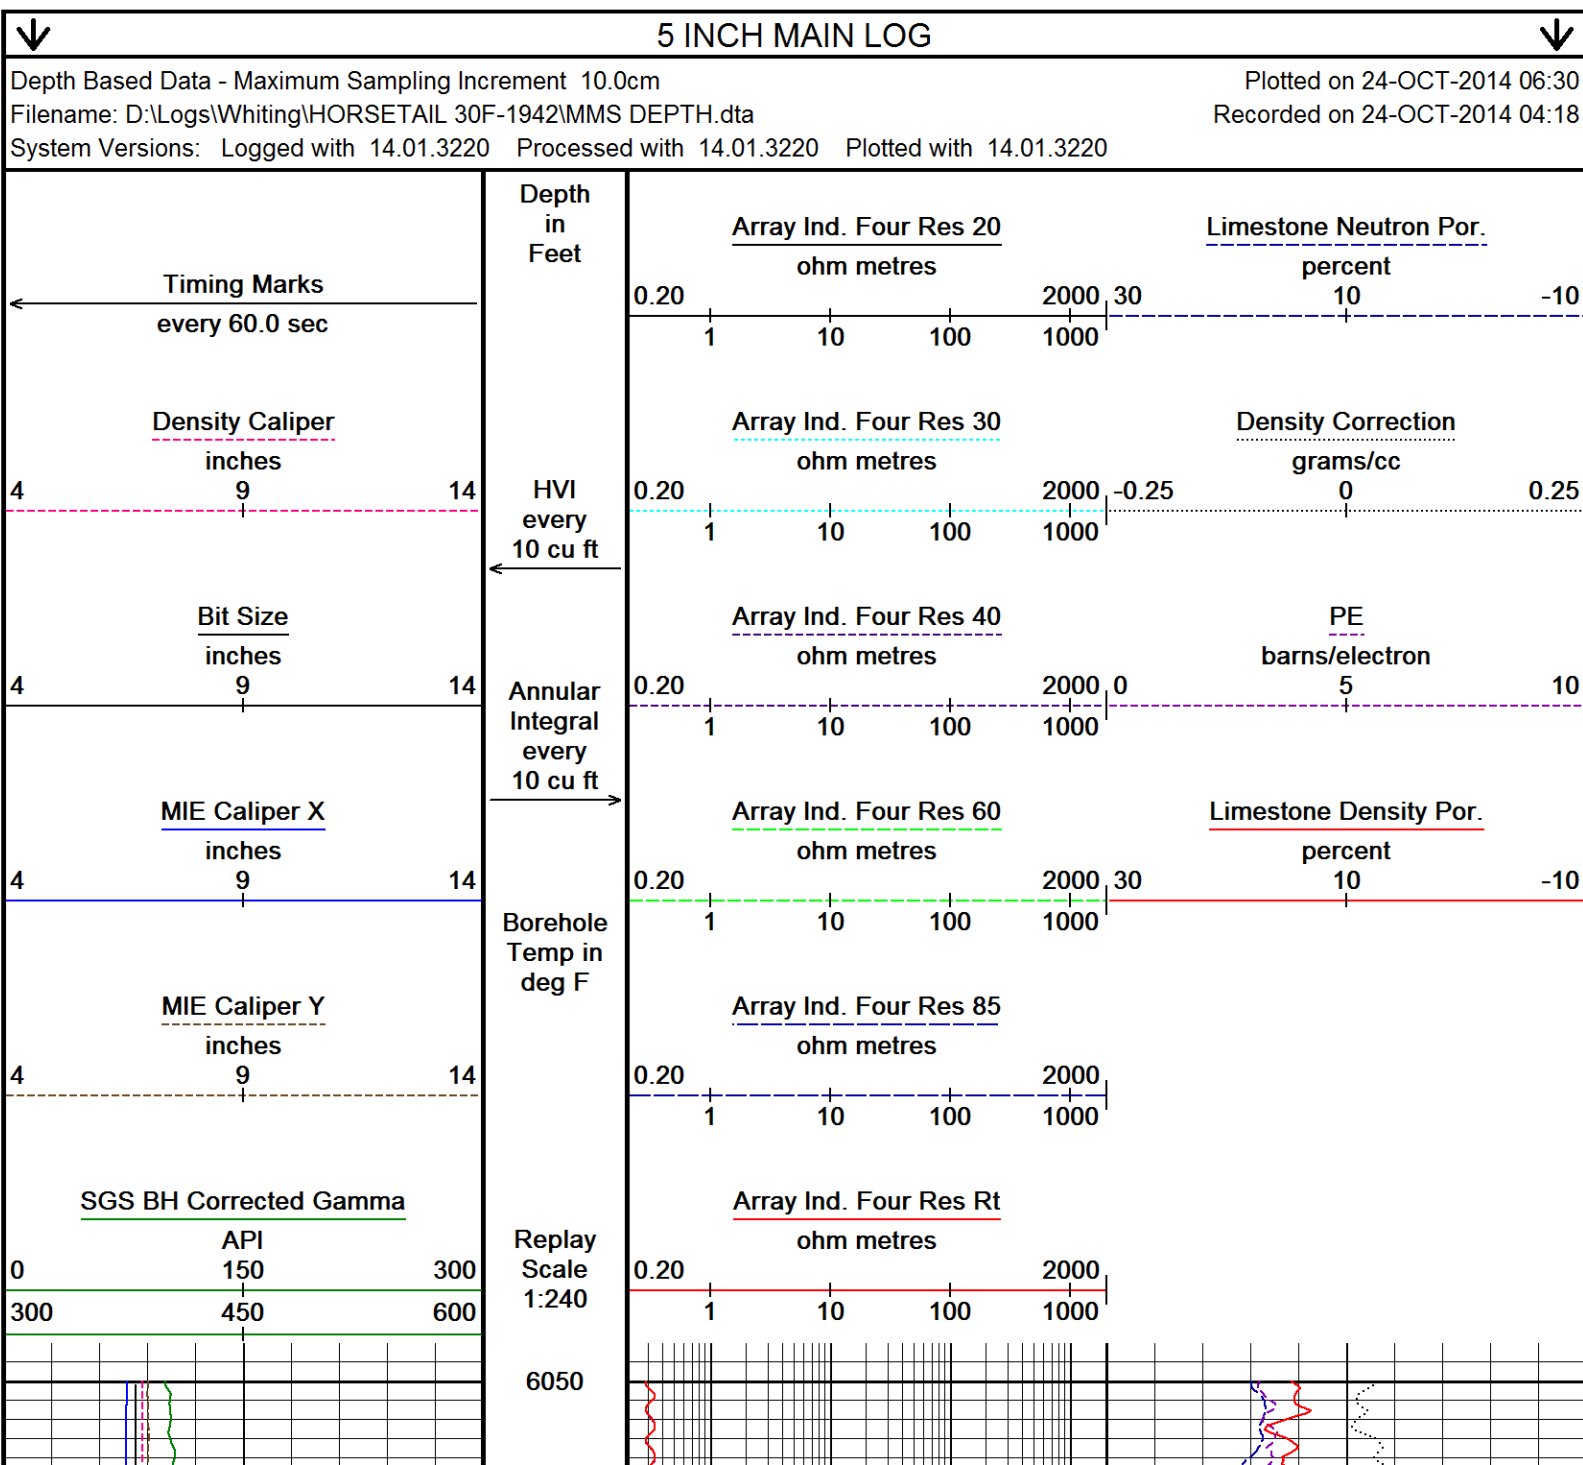 5 INCH MAIN LOG
Depth Based Data - Maximum Sampling Increment 10.0cm
Plotted on 24-OCT-2014 06:30
Filename: D:\Logs\Whiting\HORSETAIL 30F-1942\MMS DEPTH.dta
Recorded on 24-OCT-2014 04:18
System Versions: Logged with 14.01.3220 Processed with 14.01.3220 Plotted with 14.01.3220
Timing Marks
every 60.0 sec
Density Caliper
inches
4 9 14
Bit Size
inches
4 9 14
MIE Caliper X
inches
4 9 14
MIE Caliper Y
inches
4 9 14
SGS BH Corrected Gamma
API
0 150 300
300 450 600
Depth
in
Feet
HVI
every
10 cu ft
Annular
Integral
every
10 cu ft
Borehole
Temp in
deg F
Replay
Scale
1:240
6050
Array Ind. Four Res 20
ohm metres
0.20 2000
1 10 100 1000
Array Ind. Four Res 30
ohm metres
0.20 2000
1 10 100 1000
Array Ind. Four Res 40
ohm metres
0.20 2000
1 10 100 1000
Array Ind. Four Res 60
ohm metres
0.20 2000
1 10 100 1000
Array Ind. Four Res 85
ohm metres
0.20 2000
1 10 100 1000
Array Ind. Four Res Rt
ohm metres
0.20 2000
1 10 100 1000
Limestone Neutron Por.
percent
30 10 -10
Density Correction
grams/cc
-0.25 0 0.25
PE
barns/electron
0 5 10
Limestone Density Por.
percent
30 10 -10